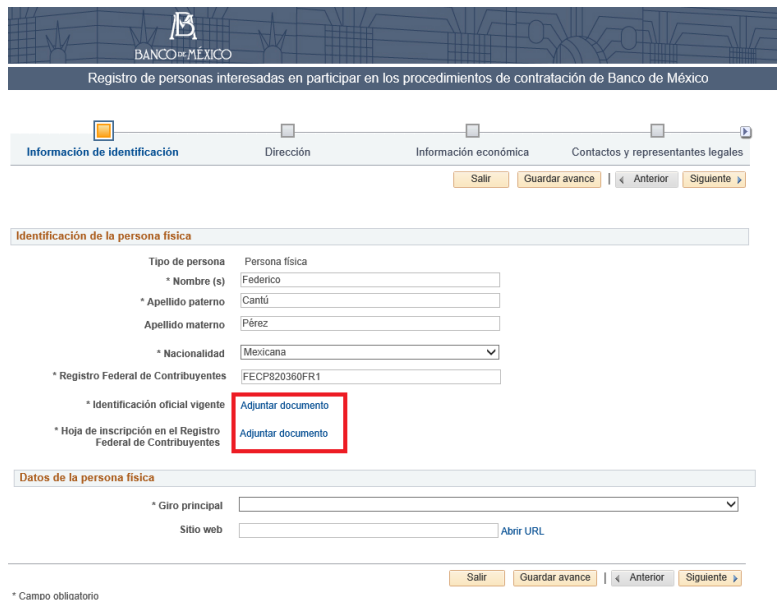 BANCO DE MÉXICO
Registro de personas interesadas en participar en los procedimientos de contratación de Banco de México
Información de identificación Dirección Información económica Contactos y representantes legales
Salir Guardar avance | Anterior Siguiente
Identificación de la persona física
Tipo de persona Persona física
* Nombre (s) Federico
* Apellido paterno Cantú
Apellido materno Pérez
* Nacionalidad Mexicana
* Registro Federal de Contribuyentes FECP820360FR1
* Identificación oficial vigente Adjuntar documento
* Hoja de inscripción en el Registro
Federal de Contribuyentes Adjuntar documento
Datos de la persona física
* Giro principal
Sitio web Abrir URL
Salir Guardar avance | Anterior Siguiente
* Campo obligatorio